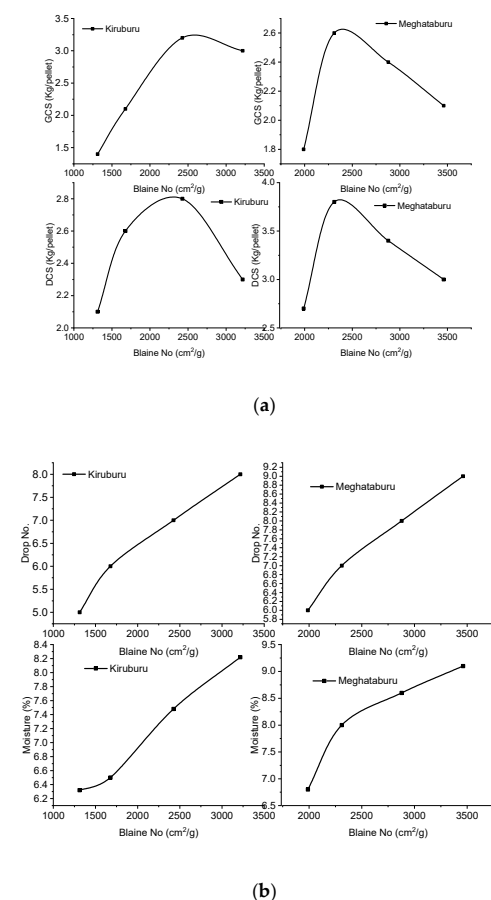 Kiruburu
GCS (Kg/pellet)
3.5
3.0
2.5
2.0
1.5
1000 1500 2000 2500 3000 3500
Blaine No (cm²/g)
Meghataburu
GCS (Kg/pellet)
2.6
2.4
2.2
2.0
1.8
2000 2500 3000 3500
Blaine No (cm²/g)
Kiruburu
DCS (Kg/pellet)
2.8
2.6
2.4
2.2
2.0
1000 1500 2000 2500 3000 3500
Blaine No (cm²/g)
Meghataburu
DCS (Kg/pellet)
4.0
3.5
3.0
2.5
2000 2500 3000 3500
Blaine No (cm²/g)
(a)
Kiruburu
Drop No.
8.0
7.5
7.0
6.5
6.0
5.5
5.0
1000 1500 2000 2500 3000 3500
Blaine No (cm²/g)
Meghataburu
Drop No.
9.2
9.0
8.8
8.6
8.4
8.2
8.0
7.8
7.6
7.4
7.2
7.0
6.8
6.6
6.4
6.2
6.0
5.8
2000 2500 3000 3500
Blaine No (cm²/g)
Kiruburu
Moisture (%)
8.4
8.2
8.0
7.8
7.6
7.4
7.2
7.0
6.8
6.6
6.4
6.2
1000 1500 2000 2500 3000 3500
Blaine No (cm²/g)
Meghataburu
Moisture (%)
9.5
9.0
8.5
8.0
7.5
7.0
6.5
2000 2500 3000 3500
Blaine No (cm²/g)
(b)